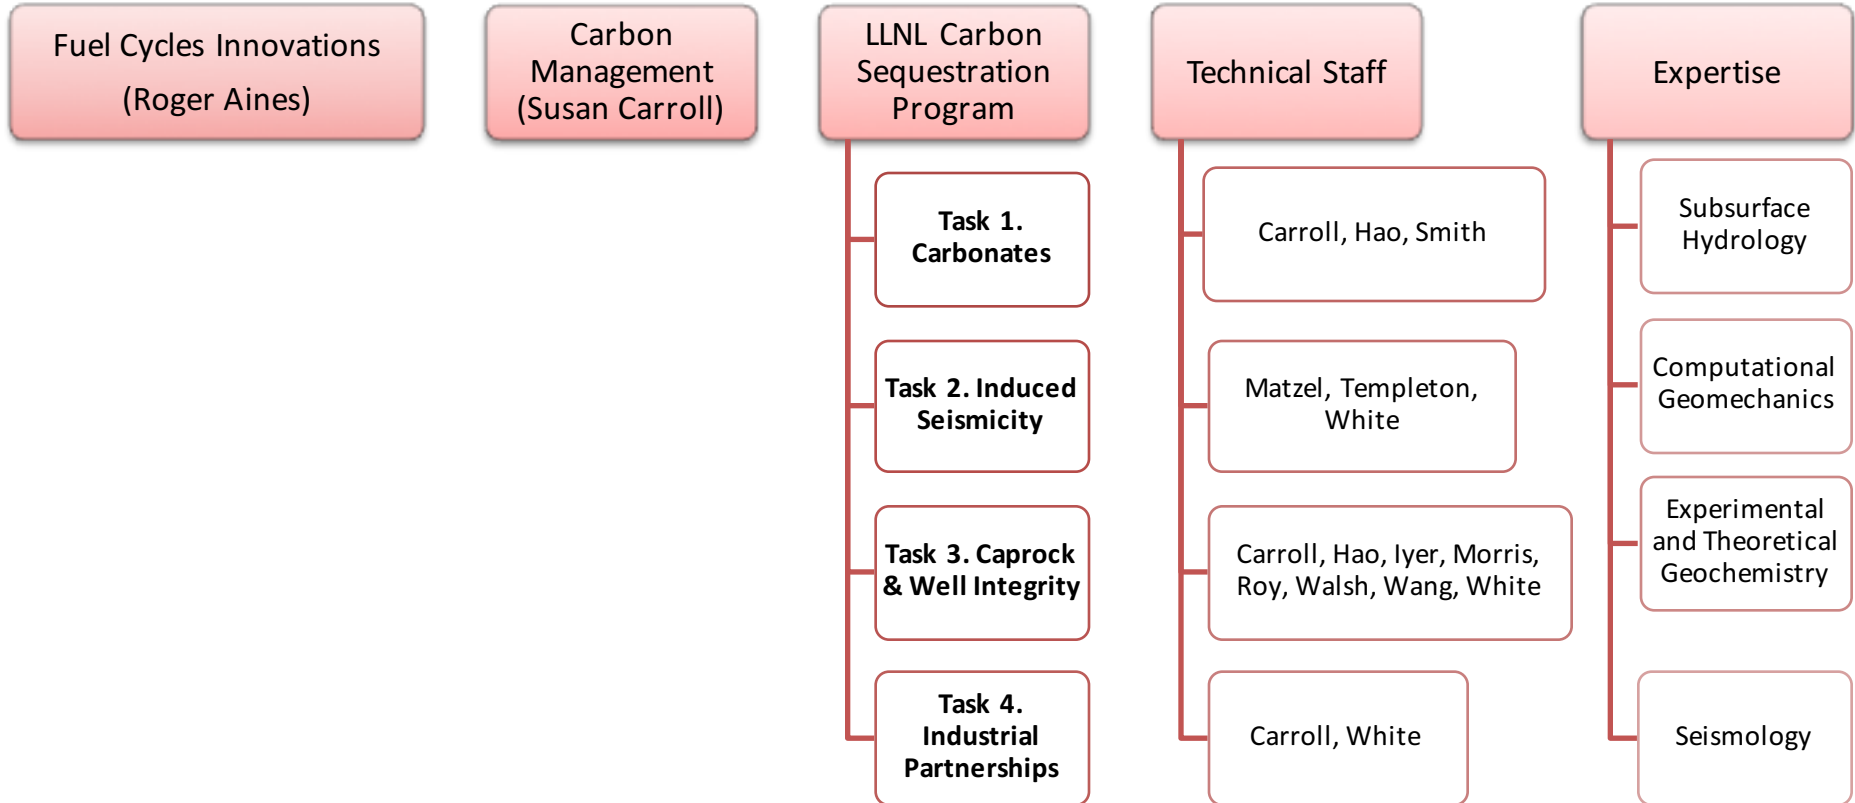 Fuel Cycles Innovations
(Roger Aines)
Carbon
Management
(Susan Carroll)
LLNL Carbon
Sequestration
Program
Technical Staff
Expertise
Task 1.
Carbonates
Task 2. Induced
Seismicity
Task 3. Caprock
& Well Integrity
Task 4.
Industrial
Partnerships
Carroll, Hao, Smith
Matzel, Templeton,
White
Carroll, Hao, Iyer, Morris,
Roy, Walsh, Wang, White
Carroll, White
Subsurface
Hydrology
Computational
Geomechanics
Experimental
and Theoretical
Geochemistry
Seismology